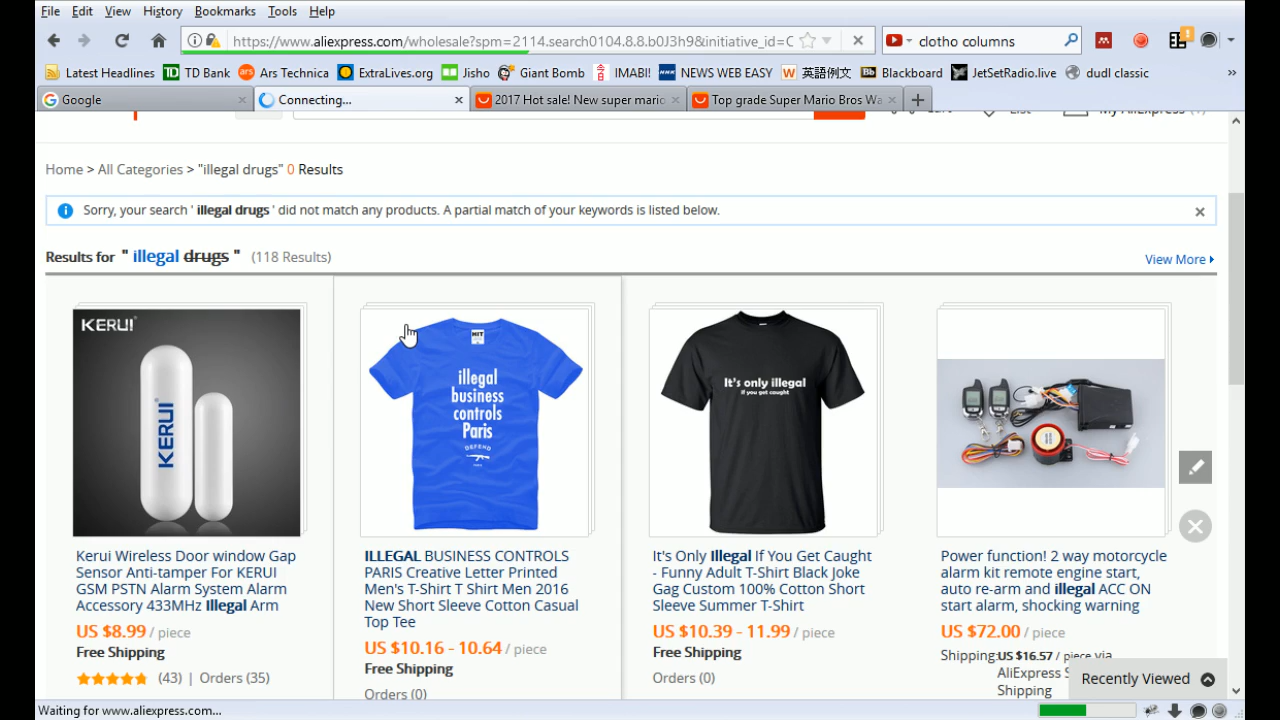 File Edit View History Bookmarks Tools Help
https://www.aliexpress.com/wholesale?spm=2114.search0104.8.8.b0J3h9&initiative_id=C
clotho columns
1
Latest Headlines TD TD Bank ars Ars Technica ExtraLives.org Jisho Giant Bomb IMABI! NHK NEWS WEB EASY W 英語例文 Bb Blackboard JetSetRadio.live dudl classic »
Google Connecting... 2017 Hot sale! New super mario Top grade Super Mario Bros Wa
Cart List My AliExpress
Home > All Categories > "illegal drugs" 0 Results
Sorry, your search ' illegal drugs ' did not match any products. A partial match of your keywords is listed below.
Results for " illegal drugs " (118 Results)
View More
KERUI
KERUI
HIT
illegal
business
controls
Paris
DEFEND
It's only illegal
if you get caught
Kerui Wireless Door window Gap
Sensor Anti-tamper For KERUI
GSM PSTN Alarm System Alarm
Accessory 433MHz Illegal Arm
US $8.99 / piece
Free Shipping
(43) | Orders (35)
ILLEGAL BUSINESS CONTROLS
PARIS Creative Letter Printed
Men's T-Shirt T Shirt Men 2016
New Short Sleeve Cotton Casual
Top Tee
US $10.16 - 10.64 / piece
Free Shipping
Orders (0)
It's Only Illegal If You Get Caught
- Funny Adult T-Shirt Black Joke
Gag Custom 100% Cotton Short
Sleeve Summer T-Shirt
US $10.39 - 11.99 / piece
Free Shipping
Orders (0)
Power function! 2 way motorcycle
alarm kit remote engine start,
auto re-arm and illegal ACC ON
start alarm, shocking warning
US $72.00 / piece
Shipping: US $16.57 / piece via
AliExpress S
Shipping
Recently Viewed
Waiting for www.aliexpress.com...